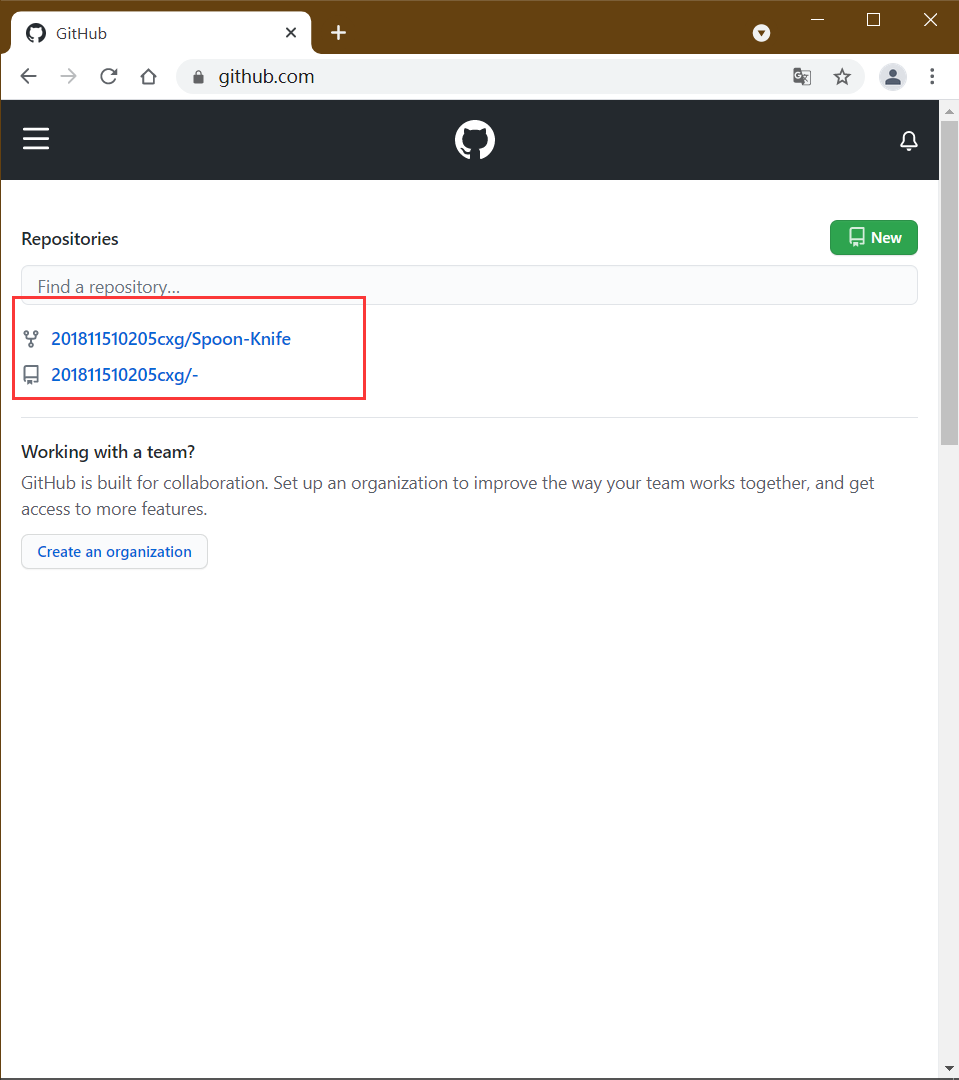 GitHub
github.com
Repositories
New
Find a repository...
201811510205cxg/Spoon-Knife
201811510205cxg/-
Working with a team?
GitHub is built for collaboration. Set up an organization to improve the way your team works together, and get
access to more features.
Create an organization